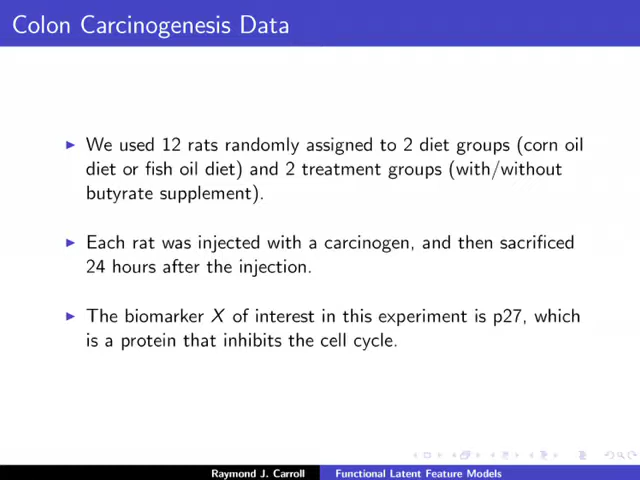 Colon Carcinogenesis Data
We used 12 rats randomly assigned to 2 diet groups (corn oil
diet or fish oil diet) and 2 treatment groups (with/without
butyrate supplement).
Each rat was injected with a carcinogen, and then sacrificed
24 hours after the injection.
The biomarker X of interest in this experiment is p27, which
is a protein that inhibits the cell cycle.
Raymond J. Carroll Functional Latent Feature Models